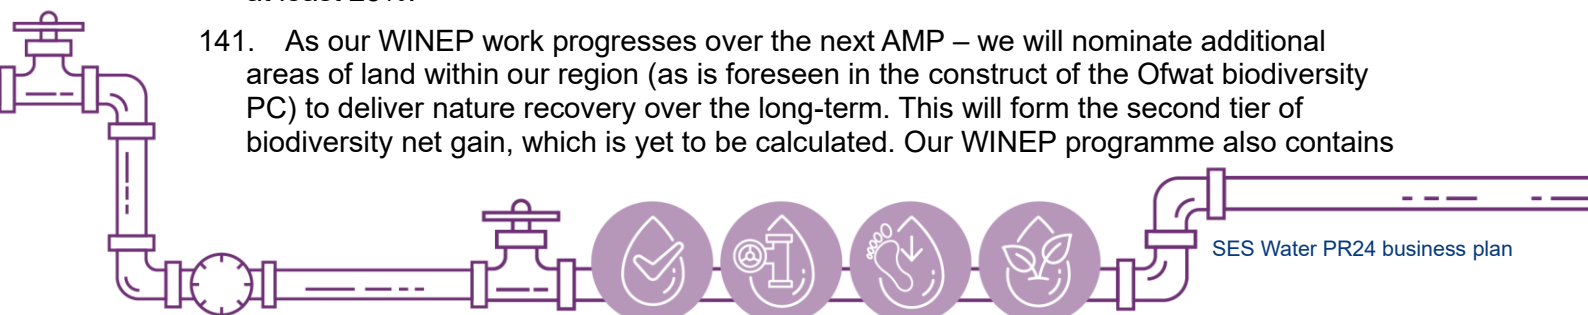 141. As our WINEP work progresses over the next AMP – we will nominate additional
areas of land within our region (as is foreseen in the construct of the Ofwat biodiversity
PC) to deliver nature recovery over the long-term. This will form the second tier of
biodiversity net gain, which is yet to be calculated. Our WINEP programme also contains
SES Water PR24 business plan